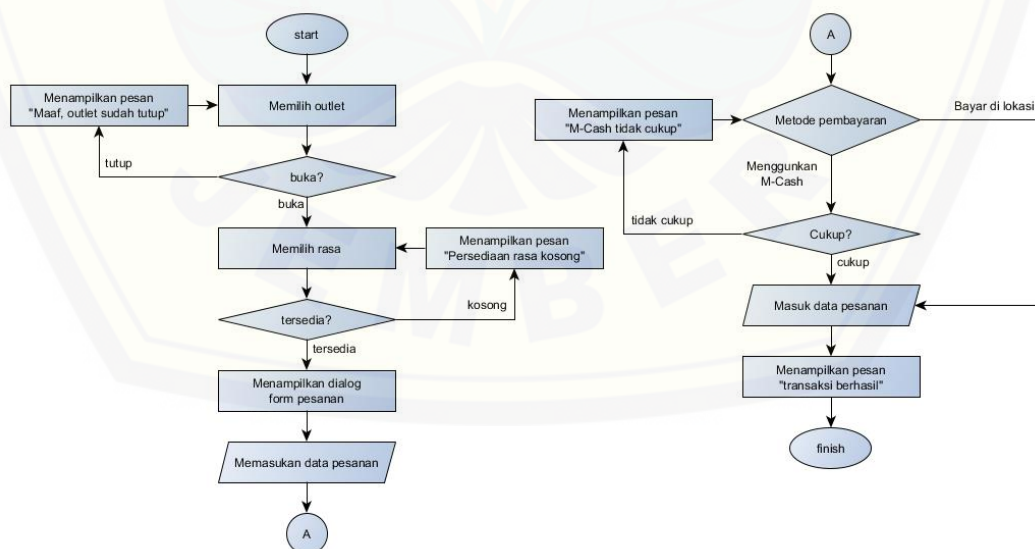 start
Menampilkan pesan
"Maaf, outlet sudah tutup"
Memilih outlet
tutup
buka?
buka
Memilih rasa
Menampilkan pesan
"Persediaan rasa kosong"
kosong
tersedia?
tersedia
Menampilkan dialog
form pesanan
Memasukan data pesanan
A
A
Menampilkan pesan
"M-Cash tidak cukup"
Metode pembayaran
Bayar di lokasi
Menggunkan
M-Cash
tidak cukup
Cukup?
cukup
Masuk data pesanan
Menampilkan pesan
"transaksi berhasil"
finish